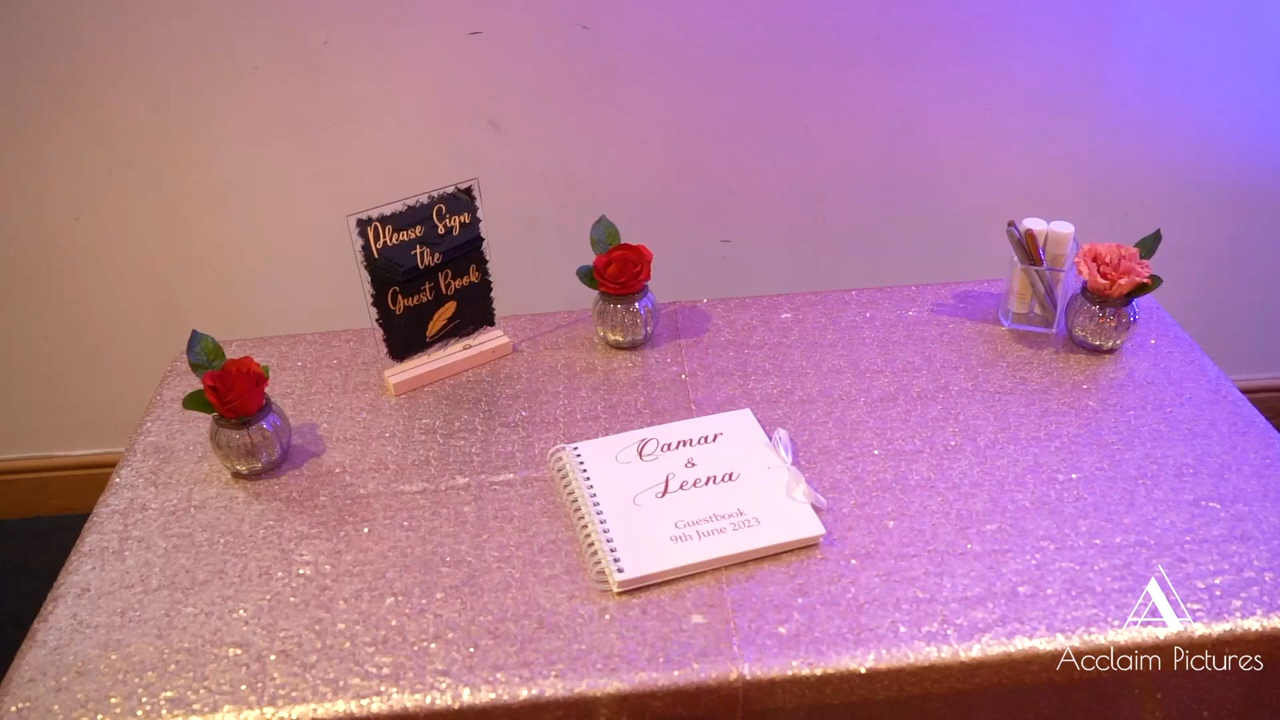 Please Sign
the
Guest Book
Qamar
&
Leena
Guestbook
9th June 2023
Acclaim Pictures